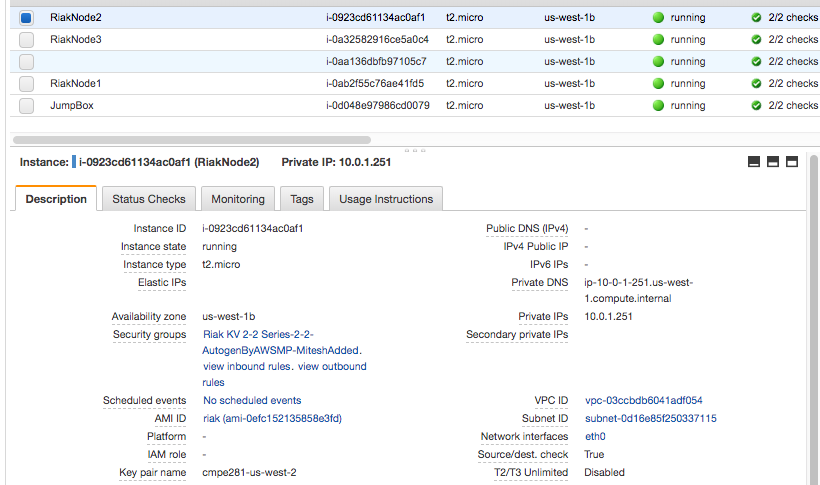 RiakNode2 i-0923cd61134ac0af1 t2.micro us-west-1b running 2/2 checks
RiakNode3 i-0a32582916ce5a0c4 t2.micro us-west-1b running 2/2 checks
i-0aa136dbfb97105c7 t2.micro us-west-1b running 2/2 checks
RiakNode1 i-0ab2f55c76ae41fd5 t2.micro us-west-1b running 2/2 checks
JumpBox i-0d048e97986cd0079 t2.micro us-west-1b running 2/2 checks
Instance: i-0923cd61134ac0af1 (RiakNode2) Private IP: 10.0.1.251
Description Status Checks Monitoring Tags Usage Instructions
Instance ID i-0923cd61134ac0af1 Public DNS (IPv4) -
Instance state running IPv4 Public IP -
Instance type t2.micro IPv6 IPs -
Elastic IPs Private DNS ip-10-0-1-251.us-west-
1.compute.internal
Availability zone us-west-1b Private IPs 10.0.1.251
Security groups Riak KV 2-2 Series-2-2- Secondary private IPs
AutogenByAWSMP-MiteshAdded.
view inbound rules. view outbound
rules
Scheduled events No scheduled events VPC ID vpc-03ccbdb6041adf054
AMI ID riak (ami-0efc152135858e3fd) Subnet ID subnet-0d16e85f250337115
Platform - Network interfaces eth0
IAM role - Source/dest. check True
Key pair name cmpe281-us-west-2 T2/T3 Unlimited Disabled